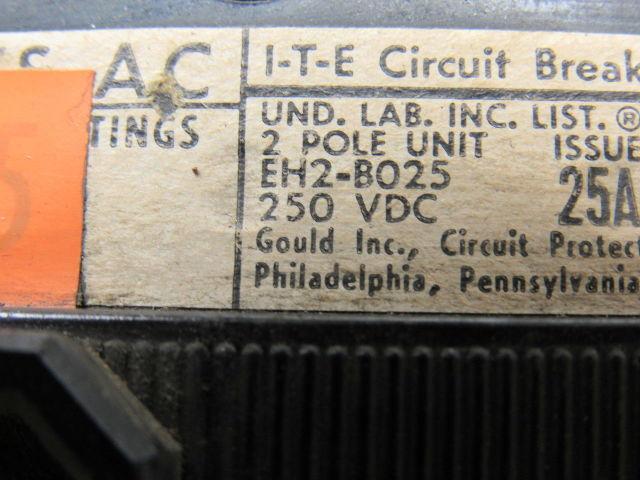 AC
TINGS
I-T-E Circuit Break
UND. LAB. INC. LIST. ®
2 POLE UNIT ISSUE
EH2-B025 25A
250 VDC
Gould Inc., Circuit Protect
Philadelphia, Pennsylvania